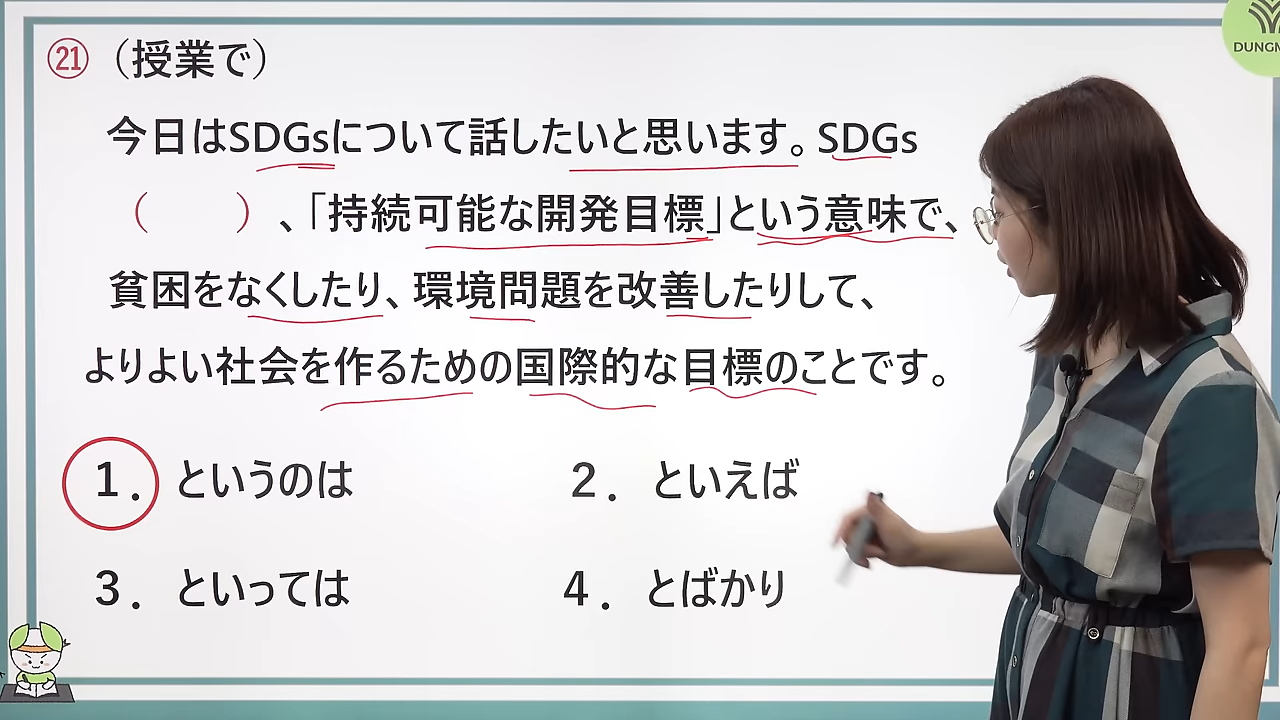 ㉑（授業で）
今日はSDGsについて話したいと思います。SDGs
（　　）、「持続可能な開発目標」という意味で、
貧困をなくしたり、環境問題を改善したりして、
よりよい社会を作るための国際的な目標のことです。
1．というのは　2．といえば
3．といっては　4．とばかり